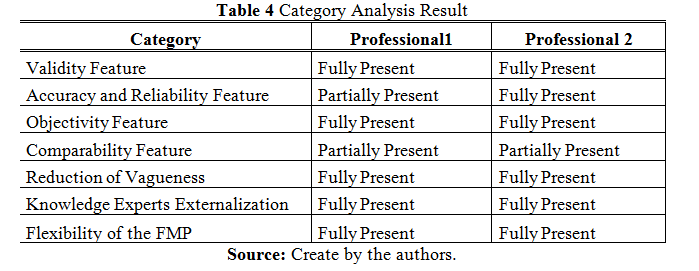 Table 4 Category Analysis Result
Category Professional1 Professional 2
Validity Feature Fully Present Fully Present
Accuracy and Reliability Feature Partially Present Fully Present
Objectivity Feature Fully Present Fully Present
Comparability Feature Partially Present Partially Present
Reduction of Vagueness Fully Present Fully Present
Knowledge Experts Externalization Fully Present Fully Present
Flexibility of the FMP Fully Present Fully Present
Source: Create by the authors.